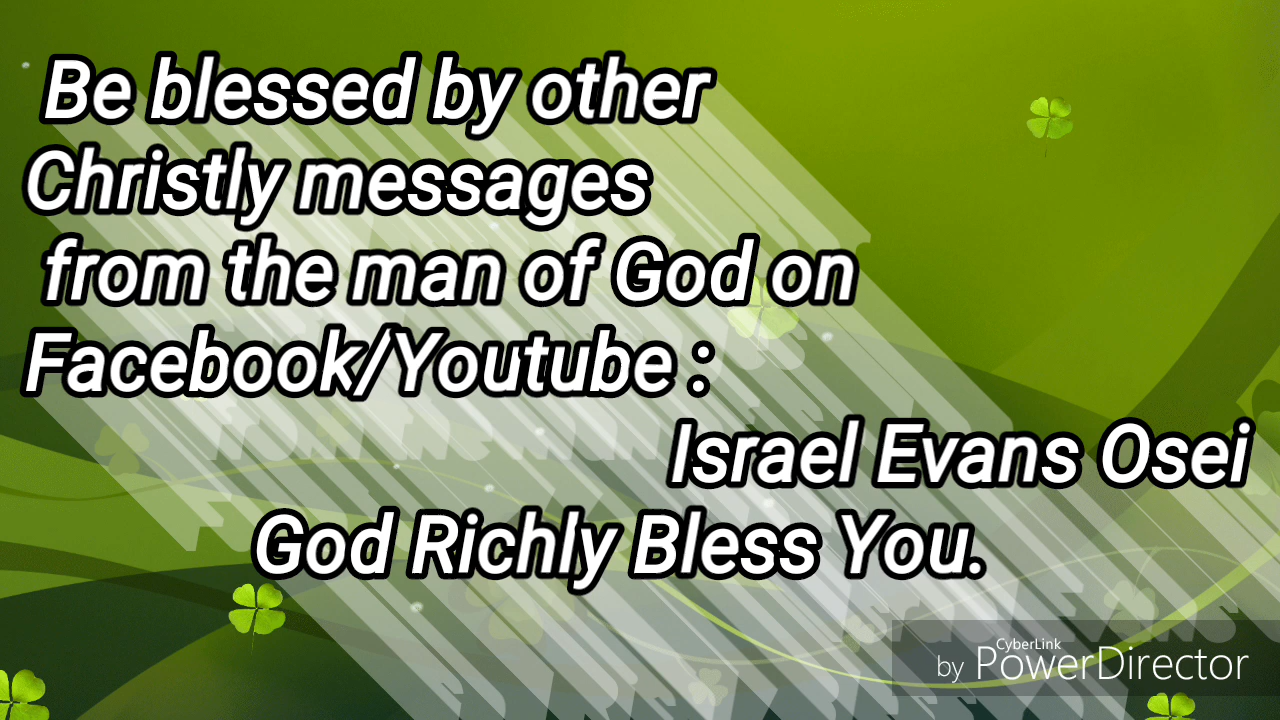 Be blessed by other
Christly messages
from the man of God on
Facebook/Youtube :
Israel Evans Osei
God Richly Bless You.
CyberLink
by PowerDirector